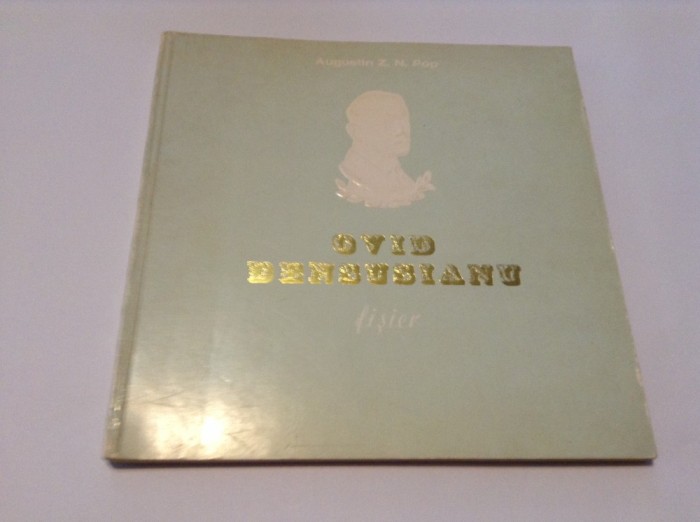 Augustin Z. N. Pop
OVID
DENSUSIANU
fișier